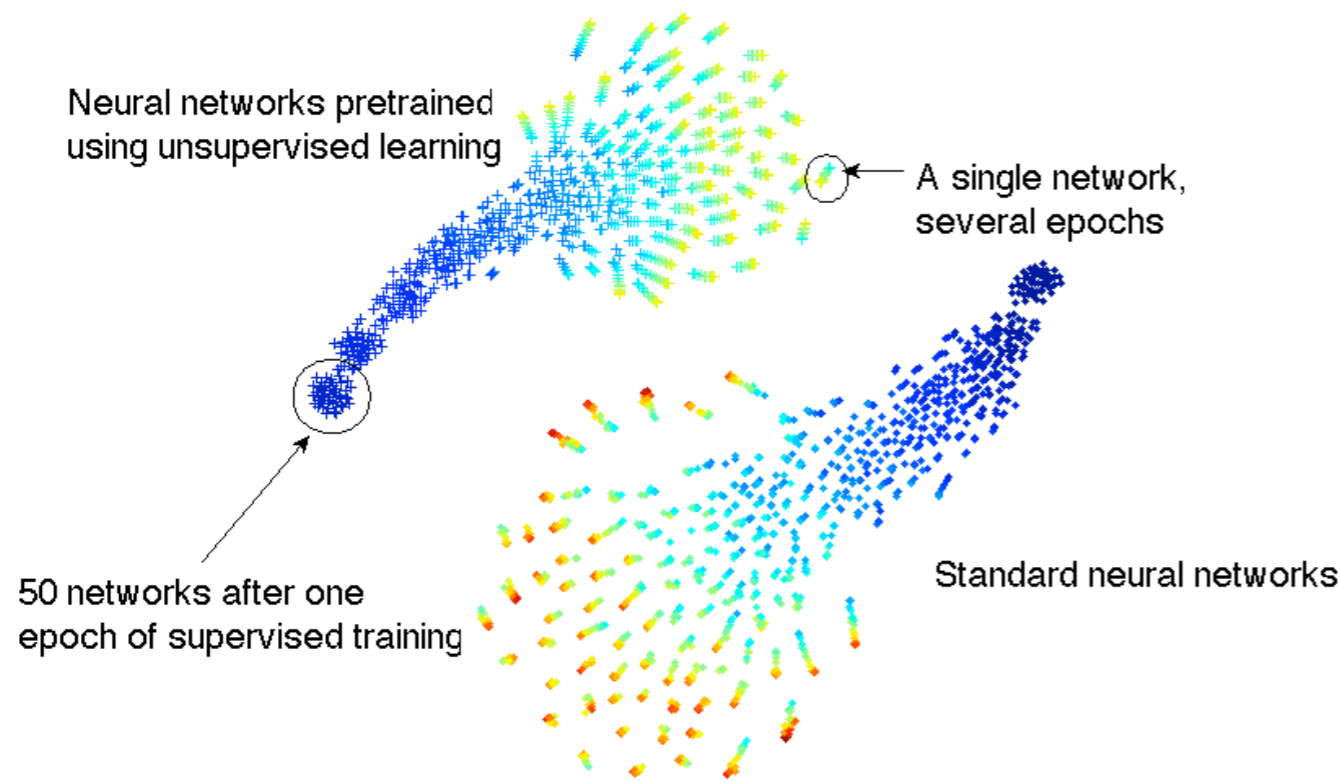 Neural networks pretrained
using unsupervised learning
A single network,
several epochs
50 networks after one
epoch of supervised training
Standard neural networks